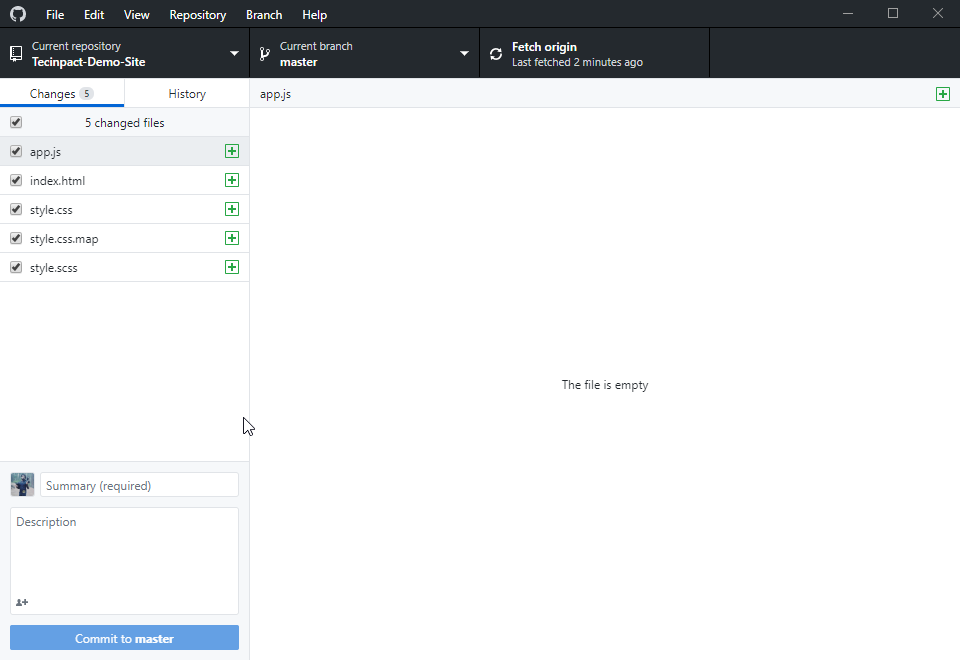 File Edit View Repository Branch Help
Current repository
Tecinpact-Demo-Site
Current branch
master
Fetch origin
Last fetched 2 minutes ago
Changes 5
History
app.js
5 changed files
app.js
index.html
style.css
style.css.map
style.scss
The file is empty
Summary (required)
Description
Commit to master